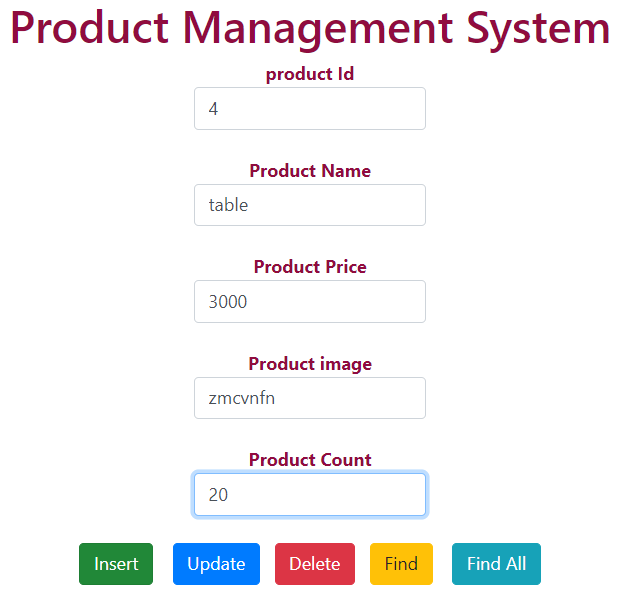 Product Management System
product Id
4
Product Name
table
Product Price
3000
Product image
zmcvnfn
Product Count
20
Insert Update Delete Find Find All